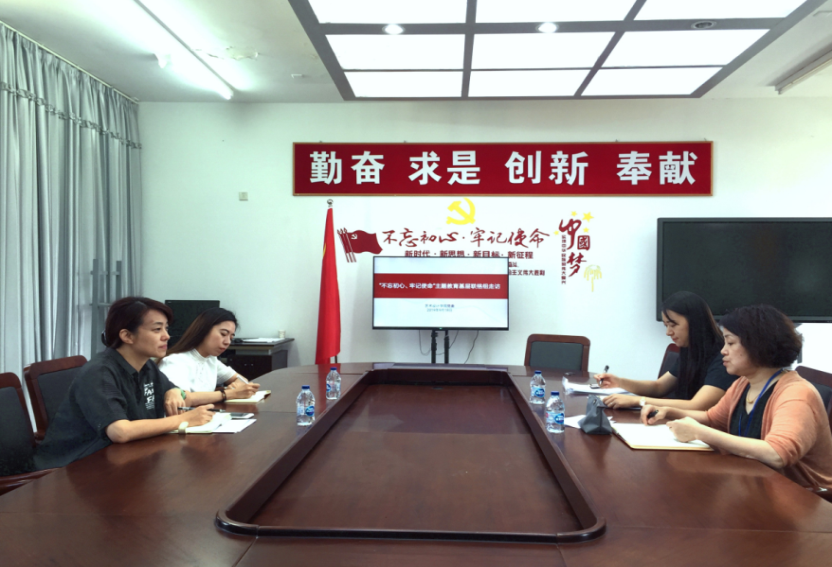 勤奋 求是 创新 奉献
不忘初心·牢记使命
新时代·新思想·新目标·新征程
中國梦
"不忘初心、牢记使命"主题教育基层联络组走访